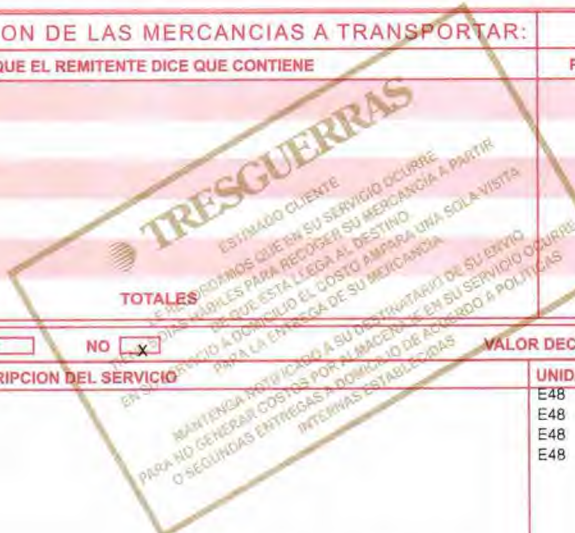 ON DE LAS MERCANCIAS A TRANSPORTAR:
QUE EL REMITENTE DICE QUE CONTIENE
TRESGUERRAS
ESTIMADO CLIENTE
LE RECORDAMOS QUE EN SU SERVICIO OCURRE
DIAS HABILES PARA RECOGER SU MERCANCIA A PARTIR
DE QUE ESTA LLEGA AL DESTINO
EN SU SERVICIO A DOMICILIO EL COSTO AMPARA UNA SOLA VISITA
PARA LA ENTREGA DE SU MERCANCIA
MANTENGA NOTIFICADO A SU DESTINATARIO DE SU ENVIO
PARA NO GENERAR COSTOS POR ALMACENAJE EN SU SERVICIO OCURRE
O SEGUNDAS ENTREGAS A DOMICILIO DE ACUERDO A POLITICAS
INTERNAS ESTABLECIDAS
TOTALES
NO x
VALOR DEC
RIPCION DEL SERVICIO
UNID
E48
E48
E48
E48